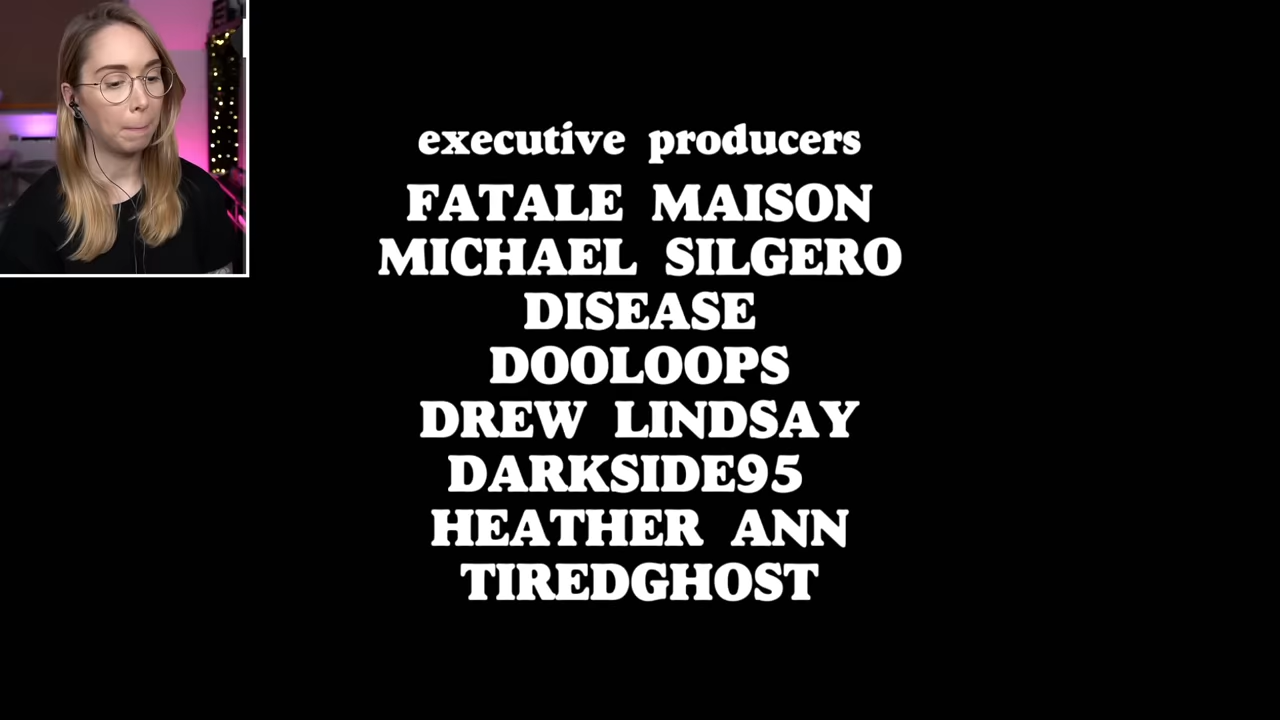 executive producers
FATALE MAISON
MICHAEL SILGERO
DISEASE
DOOLOOPS
DREW LINDSAY
DARKSIDE95
HEATHER ANN
TIREDGHOST